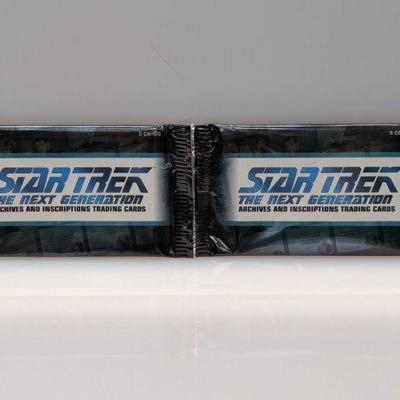 5 CARDS
STAR TREK
THE NEXT GENERATION
ARCHIVES AND INSCRIPTIONS TRADING CARDS
5
STAR TREK
THE NEXT GENERATION
ARCHIVES AND INSCRIPTIONS TRADING CARDS